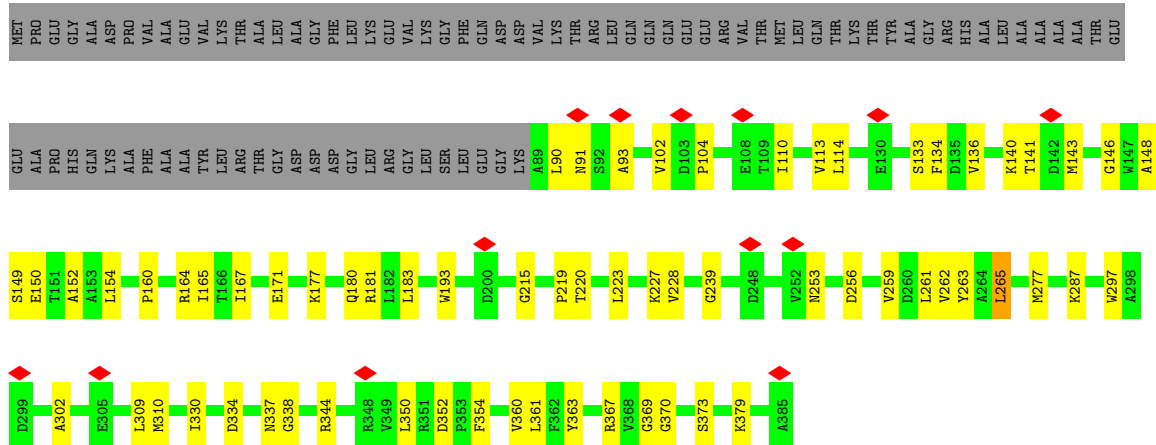 MET PRO GLU GLY ALA ASP PRO VAL ALA GLU VAL LYS THR ALA LEU ALA GLY PHE LEU LYS GLU VAL LYS GLY PHE GLN ASP ASP VAL LYS THR ARG LEU GLN GLN GLN GLU GLU ARG VAL THR MET LEU GLN THR LYS THR TYR ALA GLY ARG HIS ALA LEU ALA ALA ALA ALA ALA THR GLU
GLU ALA PRO HIS GLN LYS ALA PHE ALA ALA TYR LEU ARG THR GLY ASP ASP ASP GLY LEU ARG GLY LEU SER LEU GLU GLY LYS A89 L90 N91 S92 A93 V102 D103 P104 E108 T109 I110 V113 L114 E130 S133 F134 D135 V136 K140 T141 D142 M143 G146 W147 A148
S149 E150 T151 A152 A153 L154 P160 R164 I165 T166 I167 E171 K177 Q180 R181 L182 L183 W193 D200 G215 P219 T220 L223 K227 V228 G239 D248 V252 N253 D256 V259 D260 L261 V262 Y263 A264 L265 M277 K287 W297 A298
D299 A302 E305 L309 M310 I330 D334 N337 G338 R344 R348 V349 L350 R351 D352 P353 F354 V360 L361 F362 Y363 R367 V368 G369 G370 S373 K379 A385